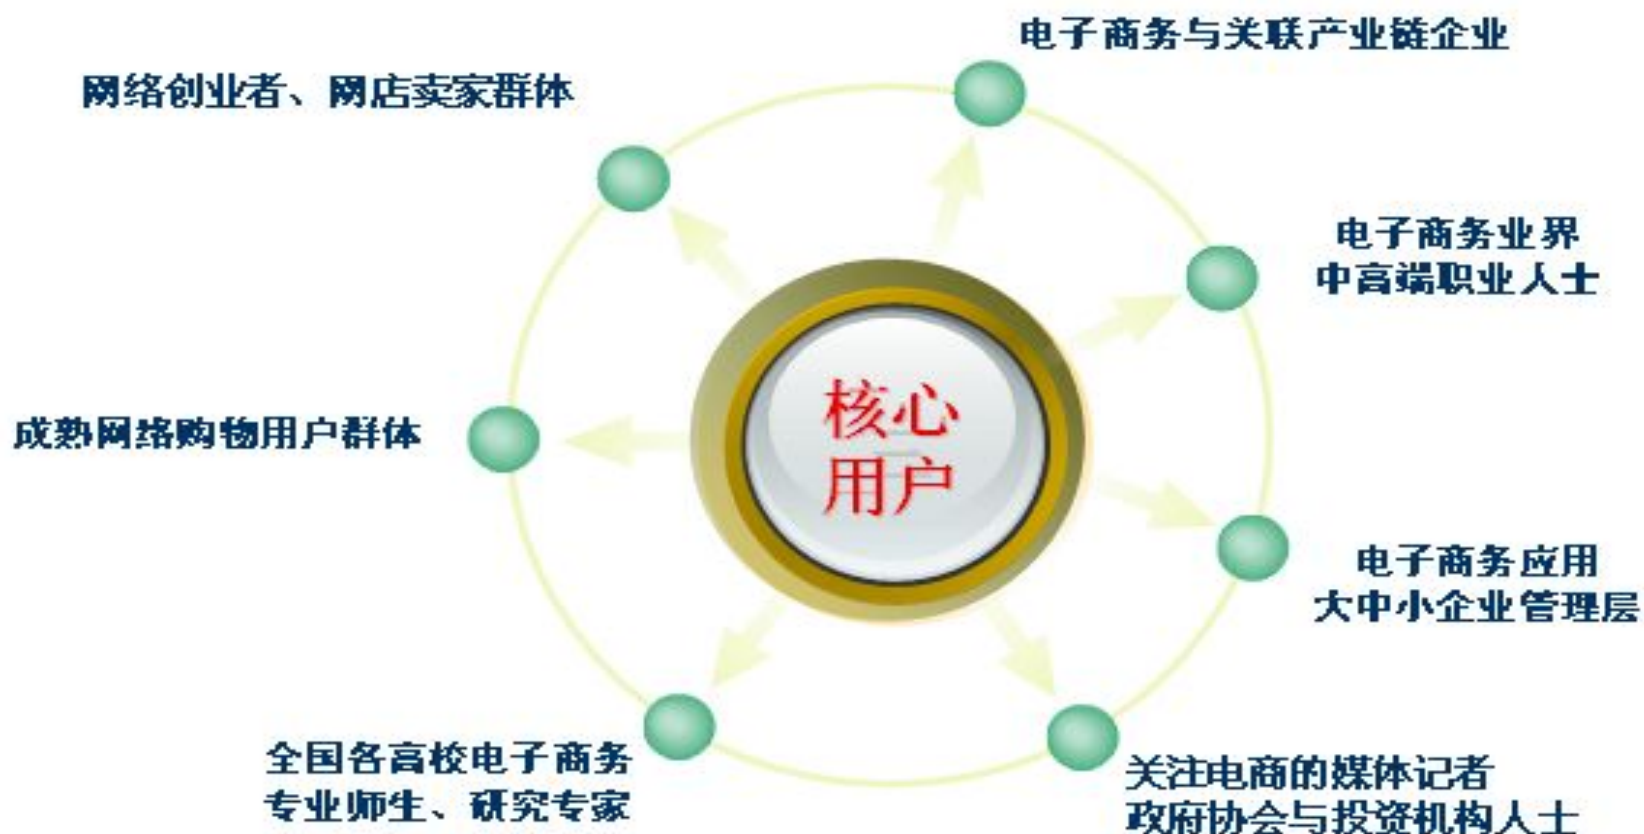 电子商务与关联产业链企业
网络创业者、网店卖家群体
电子商务业界
中高端职业人士
核心
用户
成熟网络购物用户群体
电子商务应用
大中小企业管理层
全国各高校电子商务
专业师生、研究专家
关注电商的媒体记者
政府协会与投资机构人士